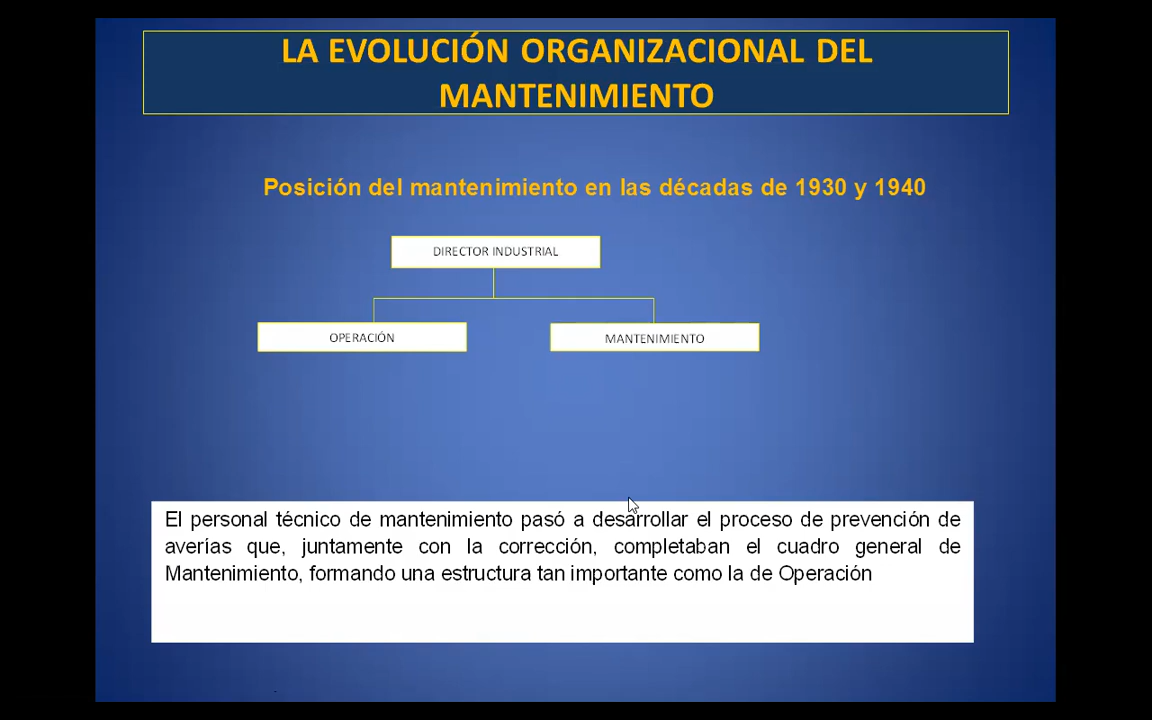 LA EVOLUCIÓN ORGANIZACIONAL DEL
MANTENIMIENTO
Posición del mantenimiento en las décadas de 1930 y 1940
DIRECTOR INDUSTRIAL
OPERACIÓN
MANTENIMIENTO
El personal técnico de mantenimiento pasó a desarrollar el proceso de prevención de
averías que, juntamente con la corrección, completaban el cuadro general de
Mantenimiento, formando una estructura tan importante como la de Operación